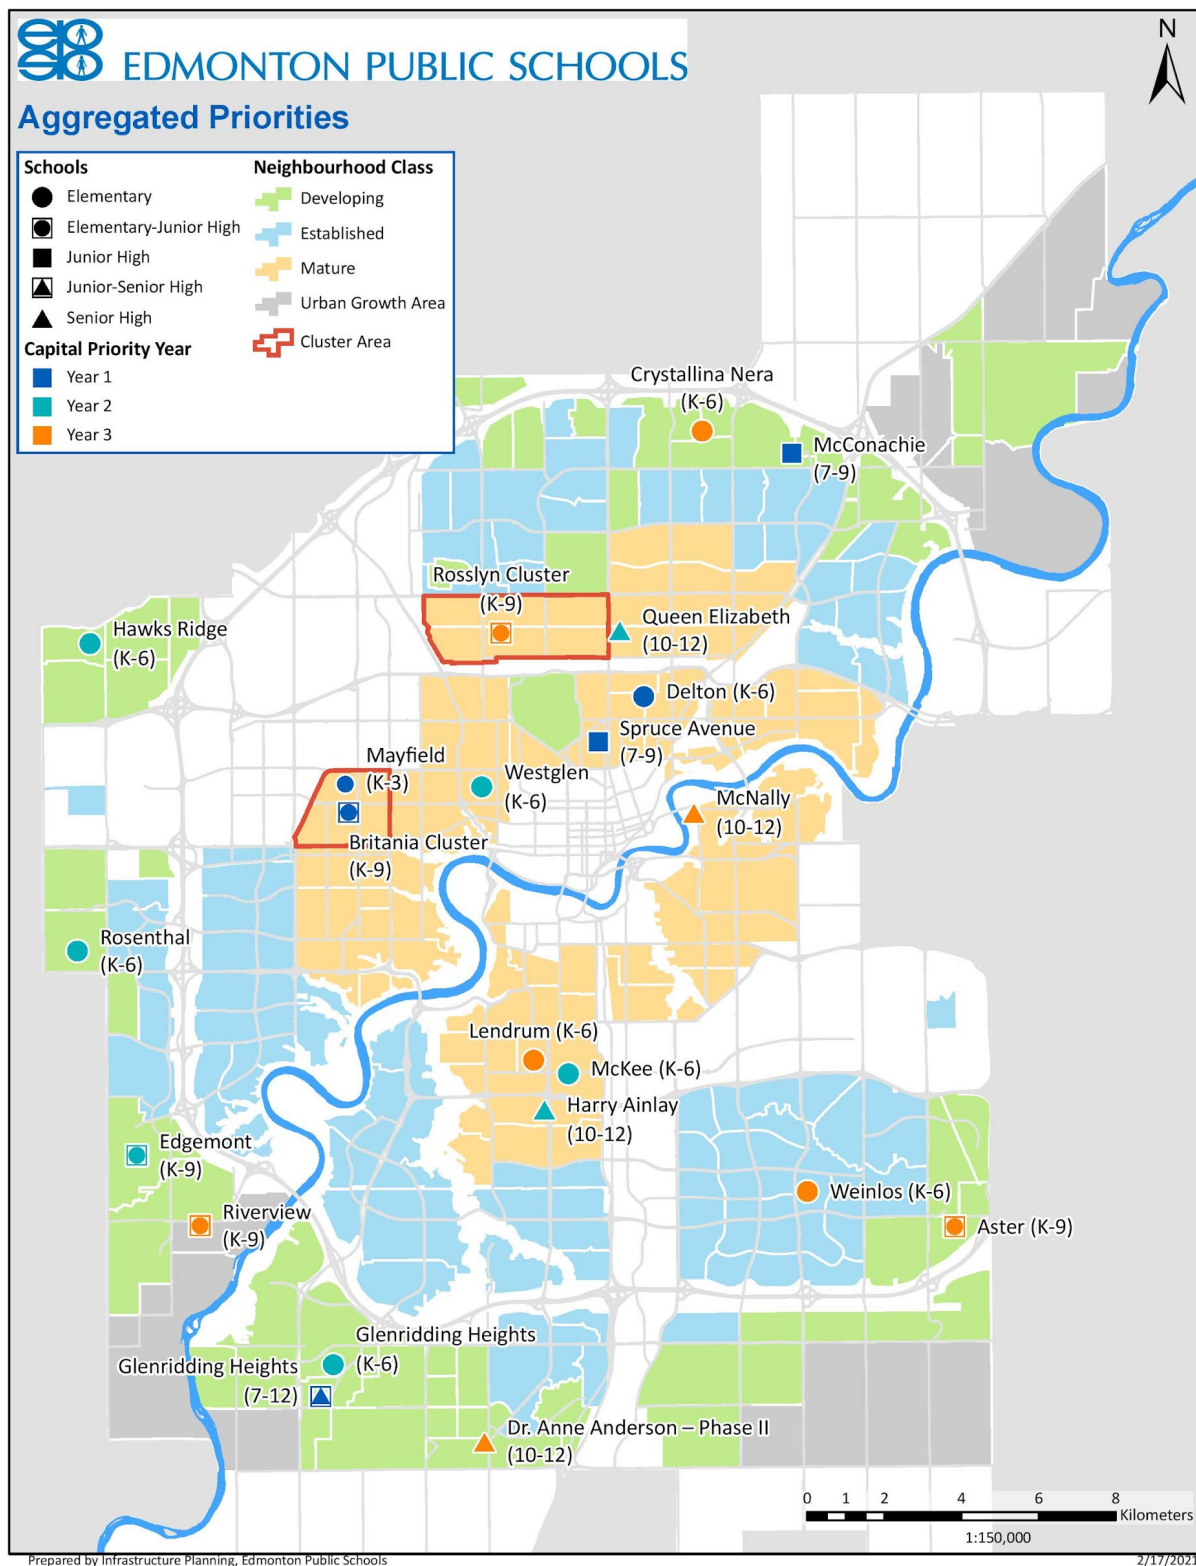 EDMONTON PUBLIC SCHOOLS
N
Aggregated Priorities
Schools
Elementary
Elementary-Junior High
Junior High
Junior-Senior High
Senior High
Capital Priority Year
Year 1
Year 2
Year 3
Neighbourhood Class
Developing
Established
Mature
Urban Growth Area
Cluster Area
Crystallina Nera
(K-6)
McConachie
(7-9)
Rosslyn Cluster
(K-9)
Queen Elizabeth
(10-12)
Hawks Ridge
(K-6)
Delton (K-6)
Spruce Avenue
(7-9)
Mayfield
(K-3)
Westglen
(K-6)
McNally
(10-12)
Britania Cluster
(K-9)
Rosenthal
(K-6)
Lendrum (K-6)
McKee (K-6)
Harry Ainlay
(10-12)
Edgemont
(K-9)
Weinlos (K-6)
Riverview
(K-9)
Aster (K-9)
Glenridding Heights
(K-6)
Glenridding Heights
(7-12)
Dr. Anne Anderson – Phase II
(10-12)
0 1 2 4 6 8
Kilometers
1:150,000
Prepared by Infrastructure Planning, Edmonton Public Schools
2/17/2021